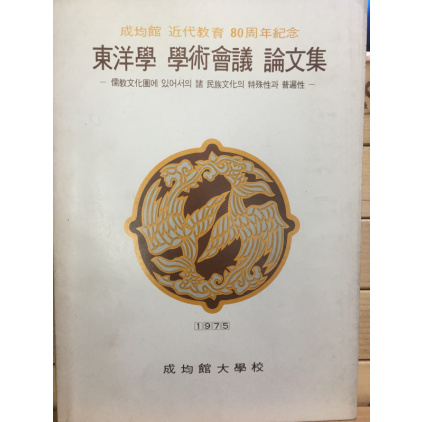 成均館 近代教育 80周年紀念
東洋學 學術會議 論文集
— 儒教文化圈에 있어서의 諸 民族文化의 特殊性과 普遍性 —
1975
成均館大學校